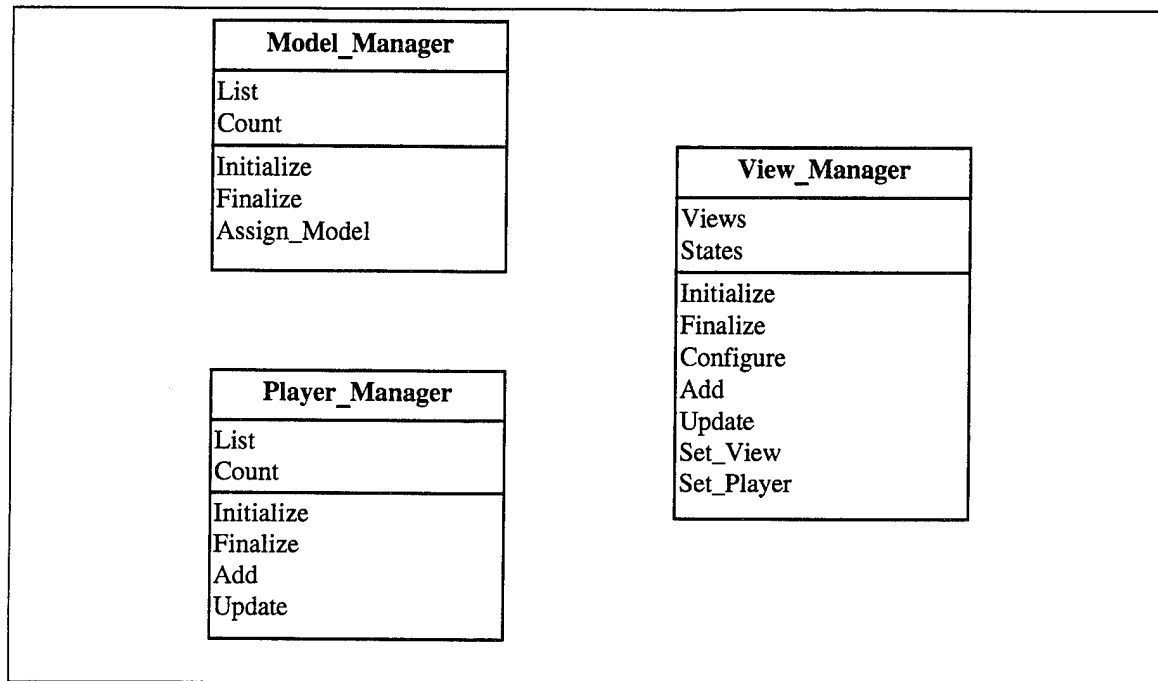 Model_Manager
List
Count
Initialize
Finalize
Assign_Model
View_Manager
Views
States
Initialize
Finalize
Configure
Add
Update
Set_View
Set_Player
Player_Manager
List
Count
Initialize
Finalize
Add
Update